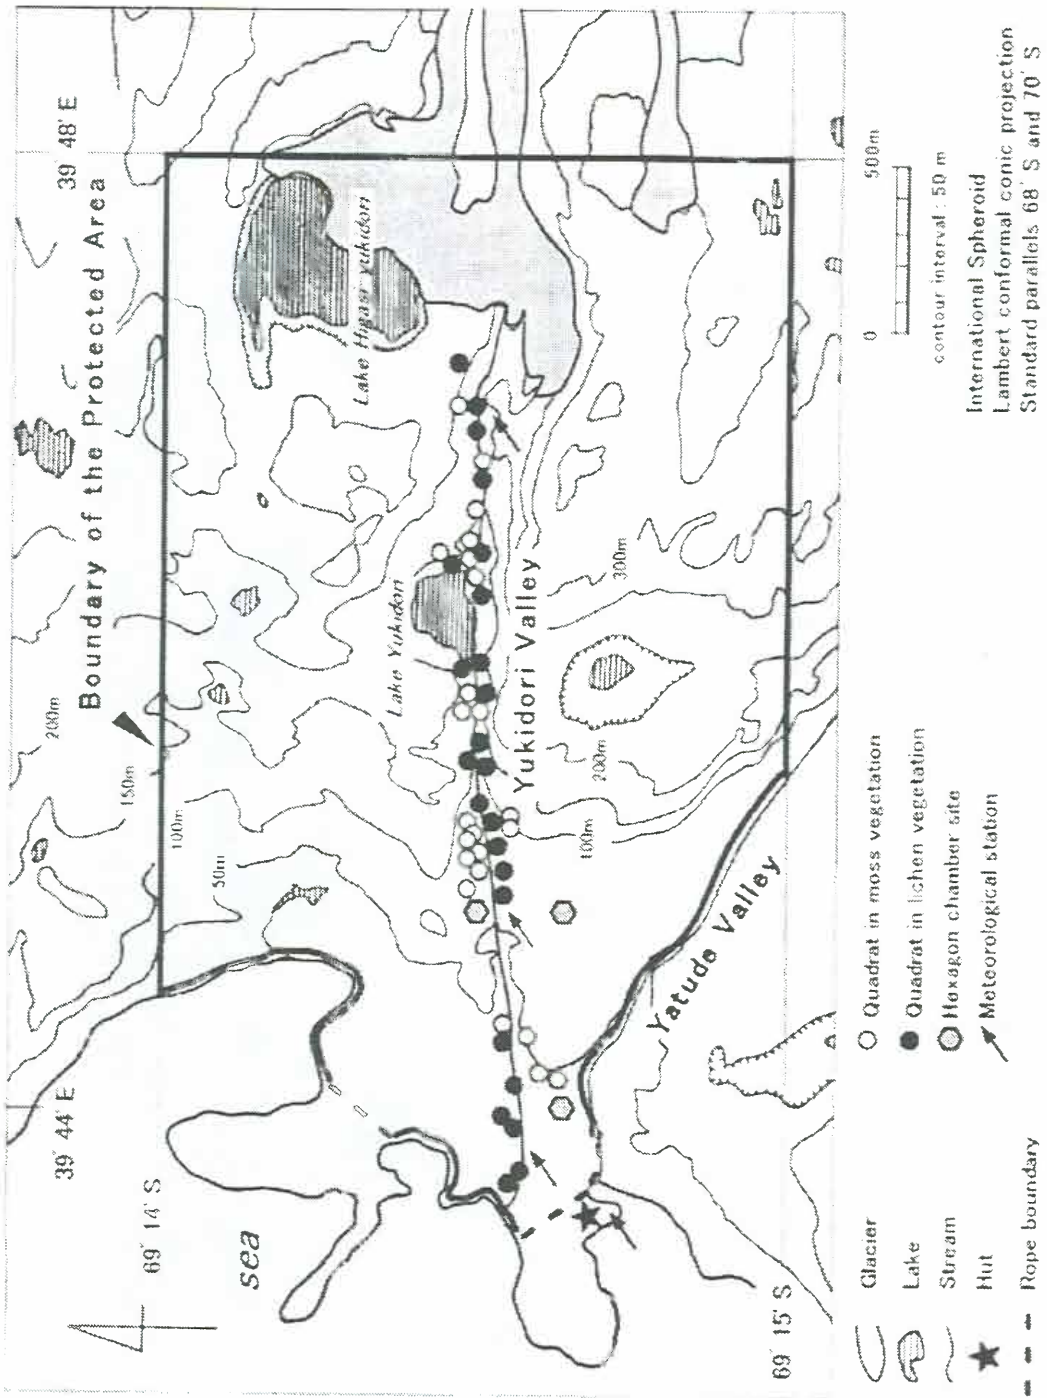 Boundary of the Protected Area
39° 44' E
39° 48' E
69° 14' S
69° 15' S
200m
150m
100m
50m
sea
Lake Higasi yukidori
Lake Yukidori
Yukidori Valley
300m
200m
100m
Yatude Valley
Glacier
Lake
Stream
Hut
Rope boundary
Quadrat in moss vegetation
Quadrat in lichen vegetation
Hexagon chamber site
Meteorological station
0 500m
contour interval : 50 m
International Spheroid
Lambert conformal conic projection
Standard parallels 68° S and 70° S